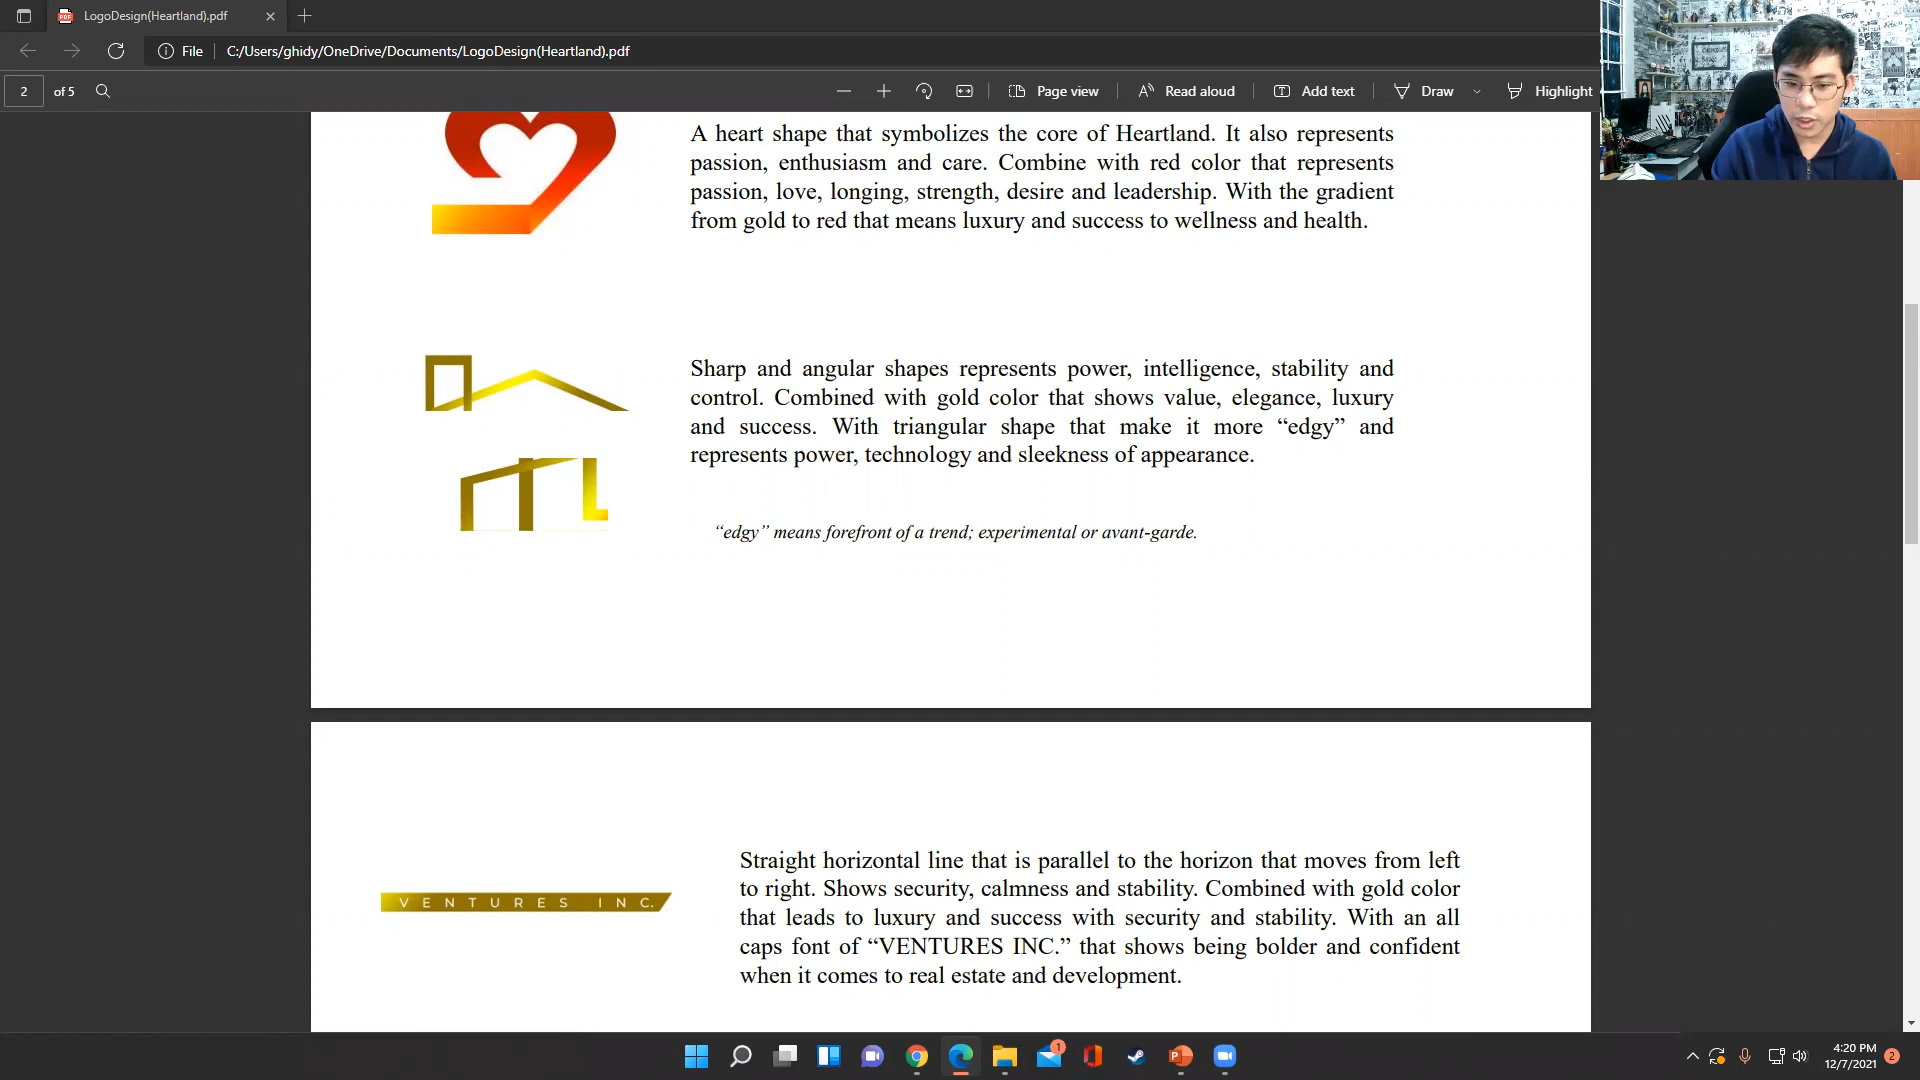 LogoDesign(Heartland).pdf
File
C:/Users/ghidy/OneDrive/Documents/LogoDesign(Heartland).pdf
2 of 5
Page view
Read aloud
Add text
Draw
Highlight
A heart shape that symbolizes the core of Heartland. It also represents
passion, enthusiasm and care. Combine with red color that represents
passion, love, longing, strength, desire and leadership. With the gradient
from gold to red that means luxury and success to wellness and health.
Sharp and angular shapes represents power, intelligence, stability and
control. Combined with gold color that shows value, elegance, luxury
and success. With triangular shape that make it more “edgy” and
represents power, technology and sleekness of appearance.
“edgy” means forefront of a trend; experimental or avant-garde.
VENTURES INC.
Straight horizontal line that is parallel to the horizon that moves from left
to right. Shows security, calmness and stability. Combined with gold color
that leads to luxury and success with security and stability. With an all
caps font of “VENTURES INC.” that shows being bolder and confident
when it comes to real estate and development.
1
4:20 PM
12/7/2021
2